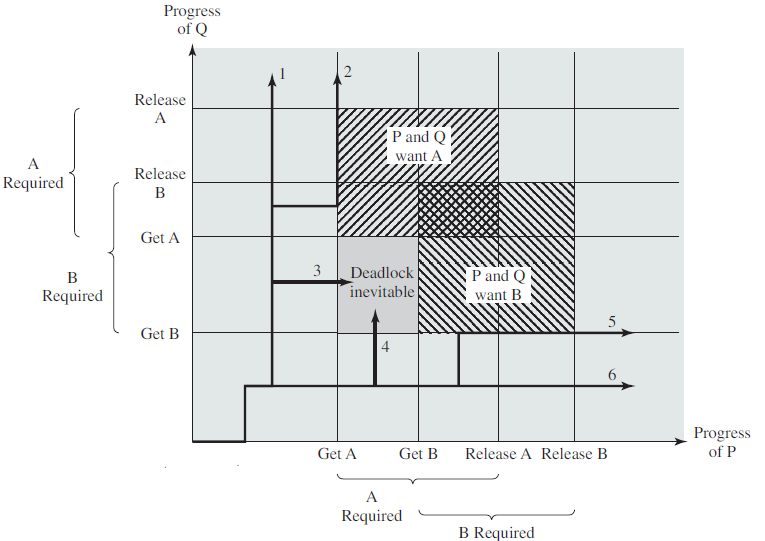 Progress
of Q
1
2
Release
A
P and Q
want A
A
Required
Release
B
Get A
3
Deadlock
inevitable
P and Q
want B
B
Required
Get B
4
5
6
Progress
of P
Get A
Get B
Release A
Release B
A
Required
B Required